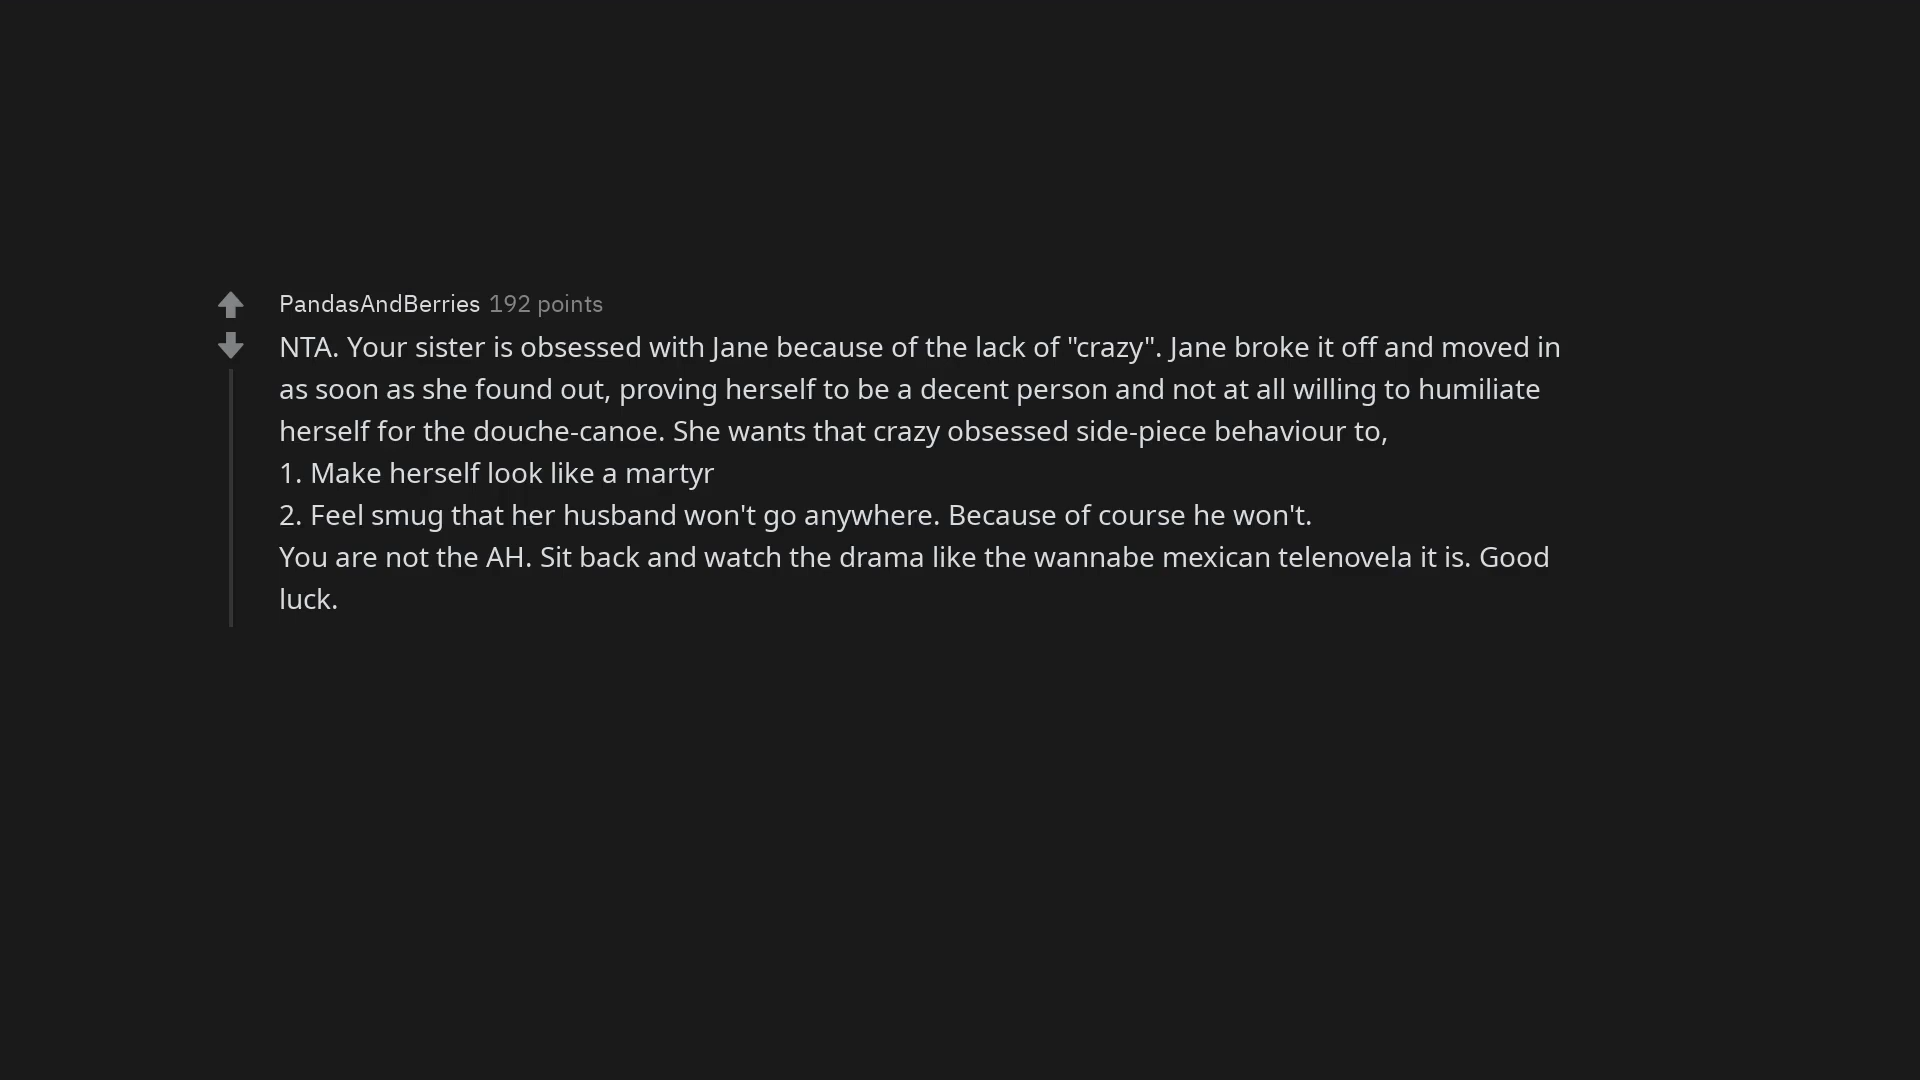 PandasAndBerries 192 points
NTA. Your sister is obsessed with Jane because of the lack of "crazy". Jane broke it off and moved in
as soon as she found out, proving herself to be a decent person and not at all willing to humiliate
herself for the douche-canoe. She wants that crazy obsessed side-piece behaviour to,
1. Make herself look like a martyr
2. Feel smug that her husband won't go anywhere. Because of course he won't.
You are not the AH. Sit back and watch the drama like the wannabe mexican telenovela it is. Good
luck.